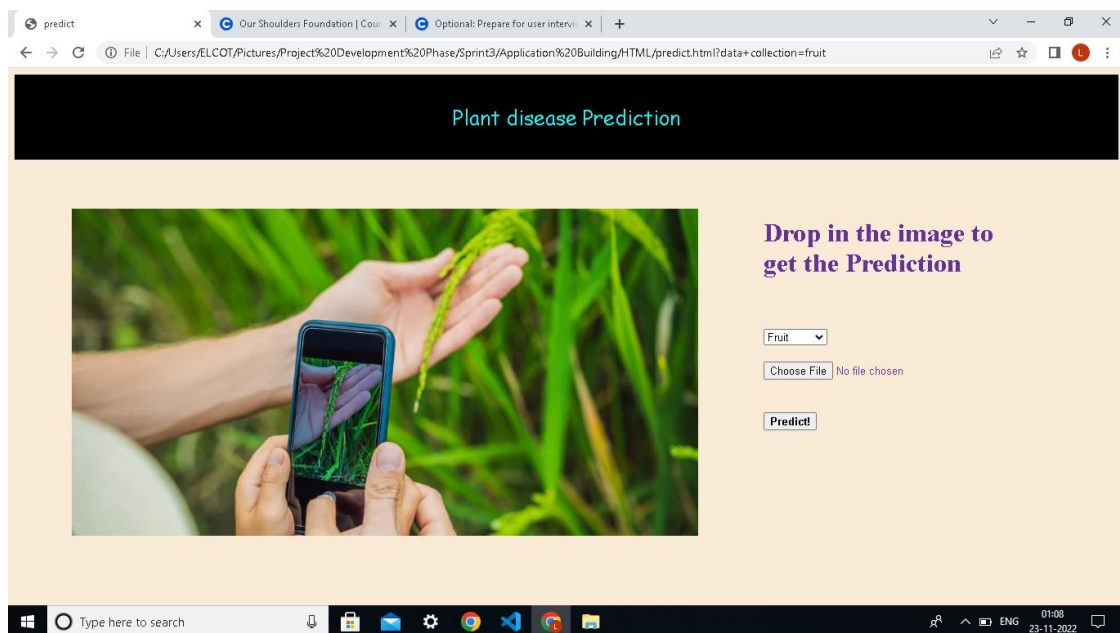 predict
Our Shoulders Foundation | Cour
Optional: Prepare for user intervie
File | C:/Users/ELCOT/Pictures/Project%20Development%20Phase/Sprint3/Application%20Building/HTML/predict.html?data+collection=fruit
L
Plant disease Prediction
Drop in the image to
get the Prediction
Fruit
Choose File No file chosen
Predict!
Type here to search
ENG
01:08
23-11-2022